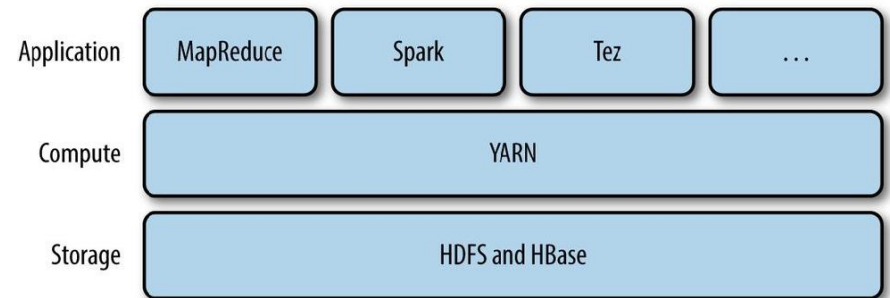 Application MapReduce Spark Tez ...
Compute YARN
Storage HDFS and HBase